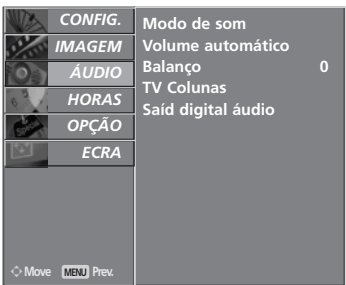 CONFIG.
IMAGEM
ÁUDIO
HORAS
OPÇÃO
ECRA
Modo de som
Volume automático
Balanço 0
TV Colunas
Saíd digital áudio
Move MENU Prev.